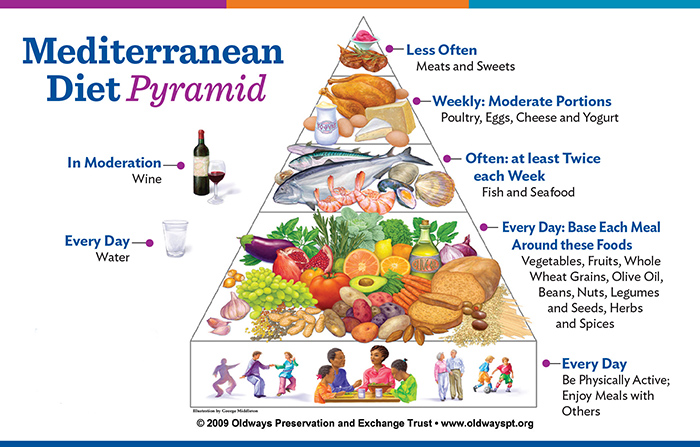 Mediterranean
Diet Pyramid
Less Often
Meats and Sweets
Weekly: Moderate Portions
Poultry, Eggs, Cheese and Yogurt
In Moderation
Wine
Often: at least Twice
each Week
Fish and Seafood
Every Day
Water
Every Day: Base Each Meal
Around these Foods
Vegetables, Fruits, Whole
Wheat Grains, Olive Oil,
Beans, Nuts, Legumes
and Seeds, Herbs
and Spices
Every Day
Be Physically Active;
Enjoy Meals with
Others
Illustration by George Middleton
© 2009 Oldways Preservation and Exchange Trust • www.oldwayspt.org